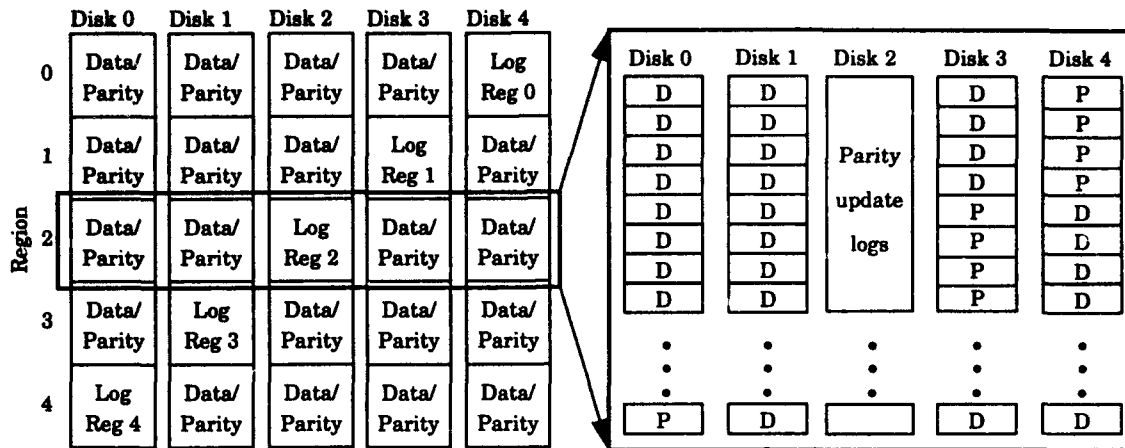 Disk 0 Disk 1 Disk 2 Disk 3 Disk 4
0 Data/ Data/ Data/ Data/ Log
Parity Parity Parity Parity Reg 0
1 Data/ Data/ Data/ Log Data/
Parity Parity Parity Reg 1 Parity
Region
2 Data/ Data/ Log Data/ Data/
Parity Parity Reg 2 Parity Parity
3 Data/ Log Data/ Data/ Data/
Parity Reg 3 Parity Parity Parity
4 Log Data/ Data/ Data/ Data/
Reg 4 Parity Parity Parity Parity
Disk 0 Disk 1 Disk 2 Disk 3 Disk 4
D D D P
D D D P
D D Parity D P
D D D P
D D update P D
D D logs P D
D D P D
D D P D
P D D D